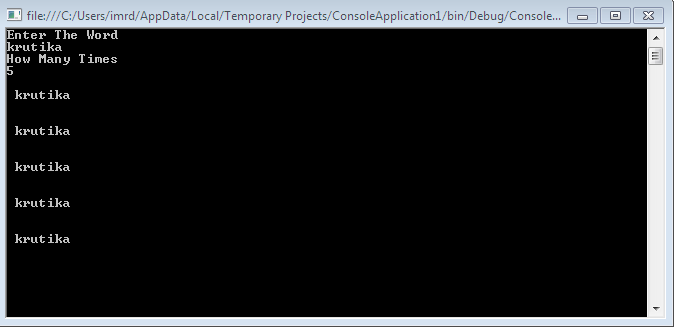 file:///C:/Users/imrd/AppData/Local/Temporary Projects/ConsoleApplication1/bin/Debug/Console...
Enter The Word
krutika
How Many Times
5
krutika
krutika
krutika
krutika
krutika